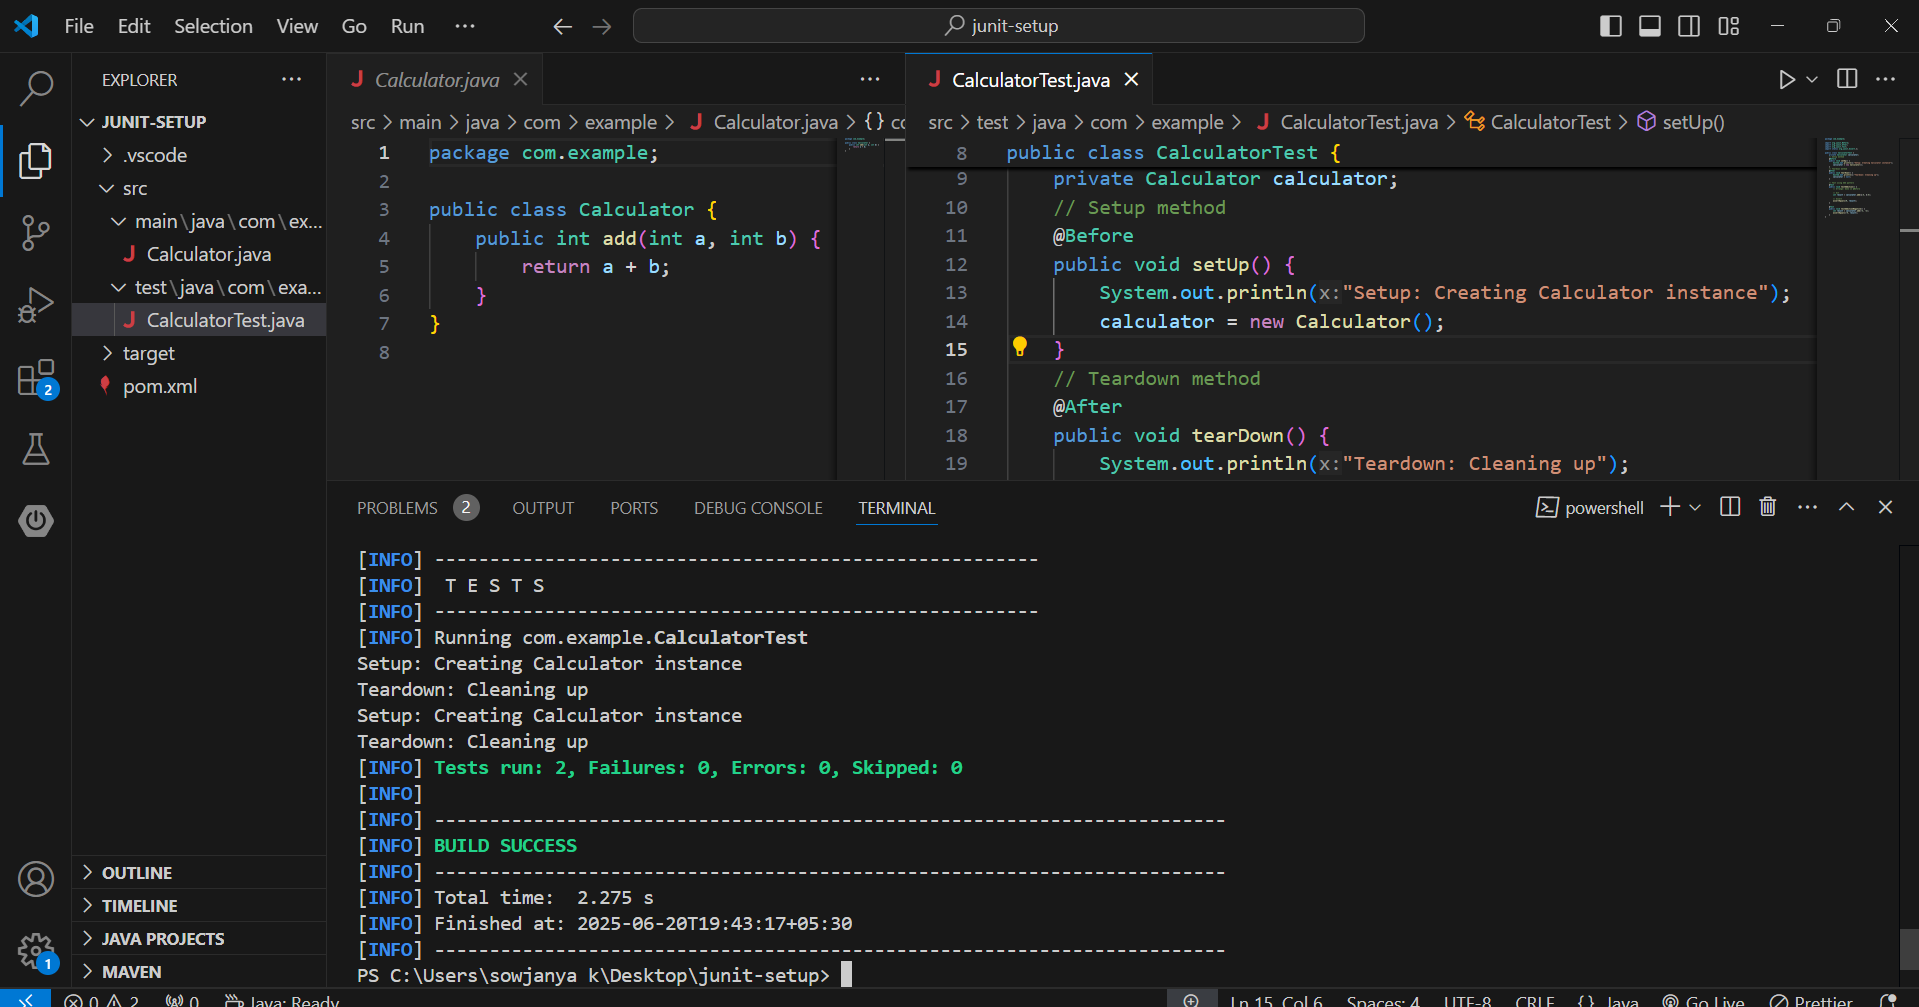 File Edit Selection View Go Run ··· junit-setup
EXPLORER ···
JUNIT-SETUP
.vscode
src
main\java\com\ex...
J Calculator.java
test\java\com\exa...
J CalculatorTest.java
target
pom.xml
OUTLINE
TIMELINE
JAVA PROJECTS
MAVEN
2
1
J Calculator.java
src > main > java > com > example > J Calculator.java > {} co
1 package com.example;
2
3 public class Calculator {
4 public int add(int a, int b) {
5 return a + b;
6 }
7 }
8
J CalculatorTest.java
src > test > java > com > example > J CalculatorTest.java > CalculatorTest > setUp()
8 public class CalculatorTest {
9 private Calculator calculator;
10 // Setup method
11 @Before
12 public void setUp() {
13 System.out.println(x:"Setup: Creating Calculator instance");
14 calculator = new Calculator();
15 }
16 // Teardown method
17 @After
18 public void tearDown() {
19 System.out.println(x:"Teardown: Cleaning up");
PROBLEMS 2 OUTPUT PORTS DEBUG CONSOLE TERMINAL powershell
[INFO] -------------------------------------------------------
[INFO] T E S T S
[INFO] -------------------------------------------------------
[INFO] Running com.example.CalculatorTest
Setup: Creating Calculator instance
Teardown: Cleaning up
Setup: Creating Calculator instance
Teardown: Cleaning up
[INFO] Tests run: 2, Failures: 0, Errors: 0, Skipped: 0
[INFO]
[INFO] ------------------------------------------------------------------------
[INFO] BUILD SUCCESS
[INFO] ------------------------------------------------------------------------
[INFO] Total time: 2.275 s
[INFO] Finished at: 2025-06-20T19:43:17+05:30
[INFO] ------------------------------------------------------------------------
PS C:\Users\sowjanya k\Desktop\junit-setup>
0 2 0 Java: Ready Ln 15, Col 6 Spaces: 4 UTF-8 CRLF {} Java Go Live Prettier